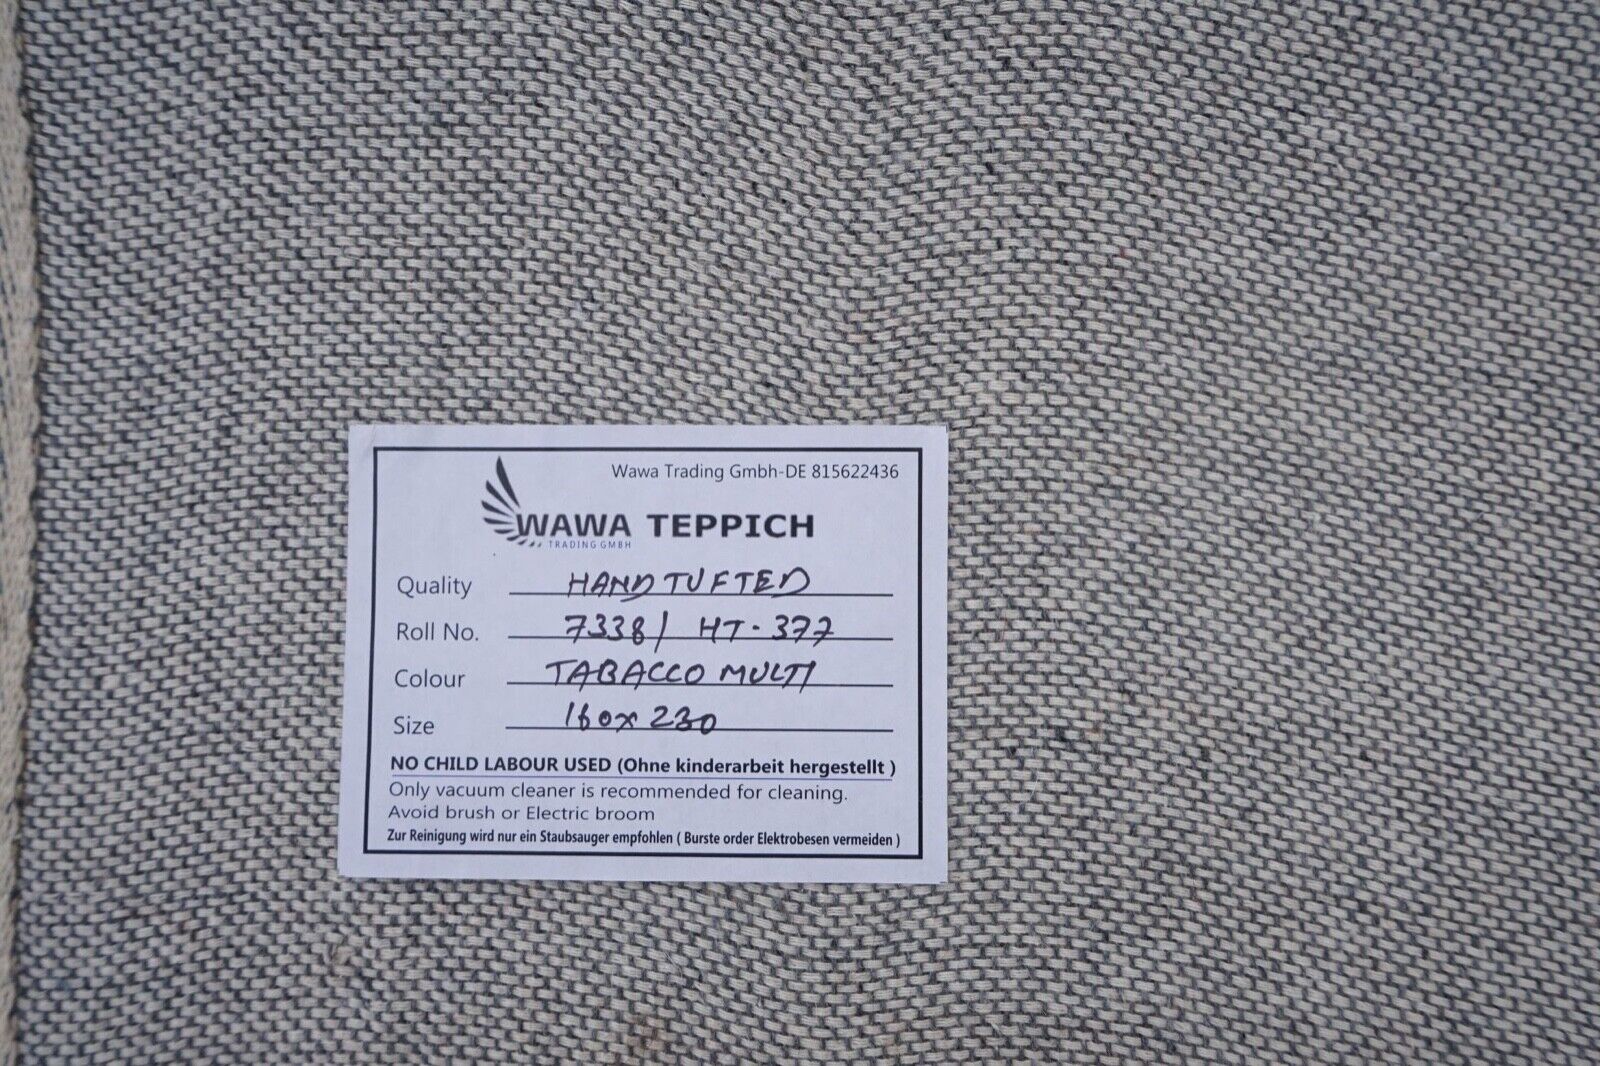 Wawa Trading Gmbh-DE 815622436
WAWA TEPPICH
TRADING GMBH
Quality HAND TUFTED
Roll No. 7338/ HT-377
Colour TABACCO MULTI
Size 160x230
NO CHILD LABOUR USED (Ohne kinderarbeit hergestellt )
Only vacuum cleaner is recommended for cleaning.
Avoid brush or Electric broom
Zur Reinigung wird nur ein Staubsauger empfohlen ( Burste order Elektrobesen vermeiden )